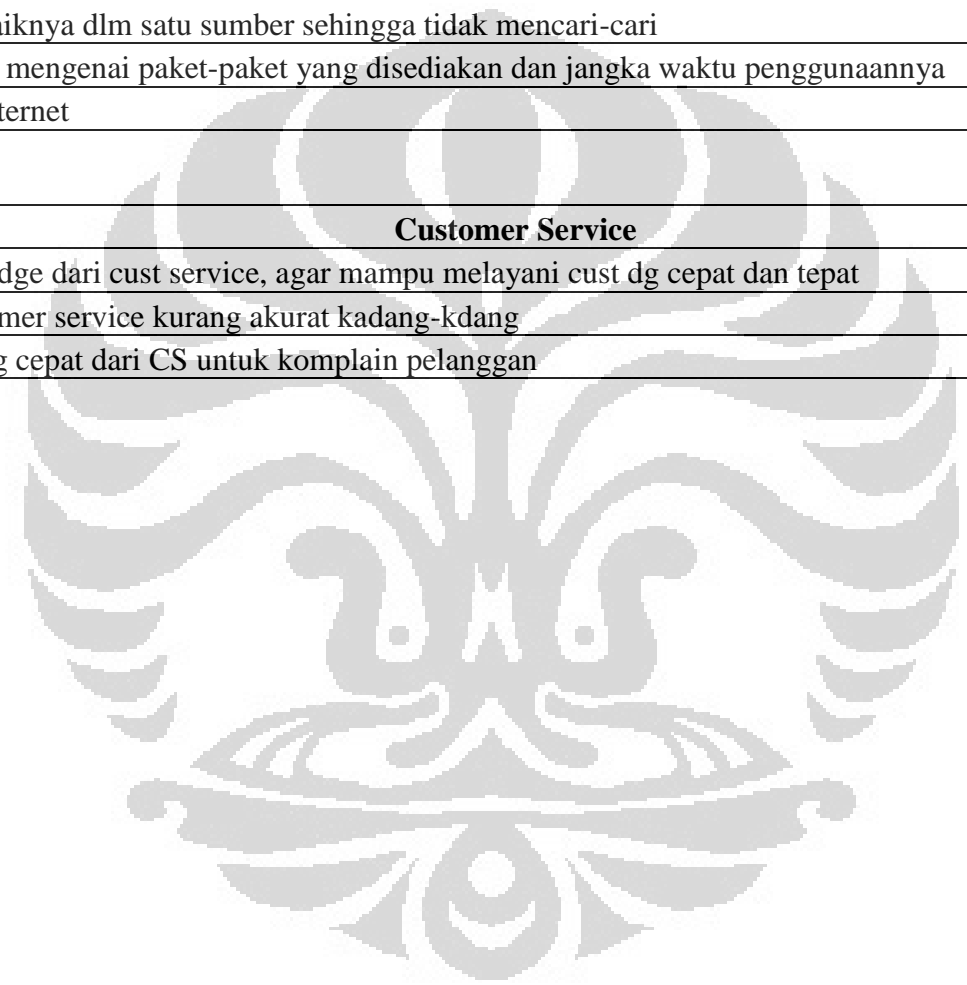 iknya dlm satu sumber sehingga tidak mencari-cari
mengenai paket-paket yang disediakan dan jangka waktu penggunaannya
ternet
Customer Service
dge dari cust service, agar mampu melayani cust dg cepat dan tepat
mer service kurang akurat kadang-kdang
g cepat dari CS untuk komplain pelanggan